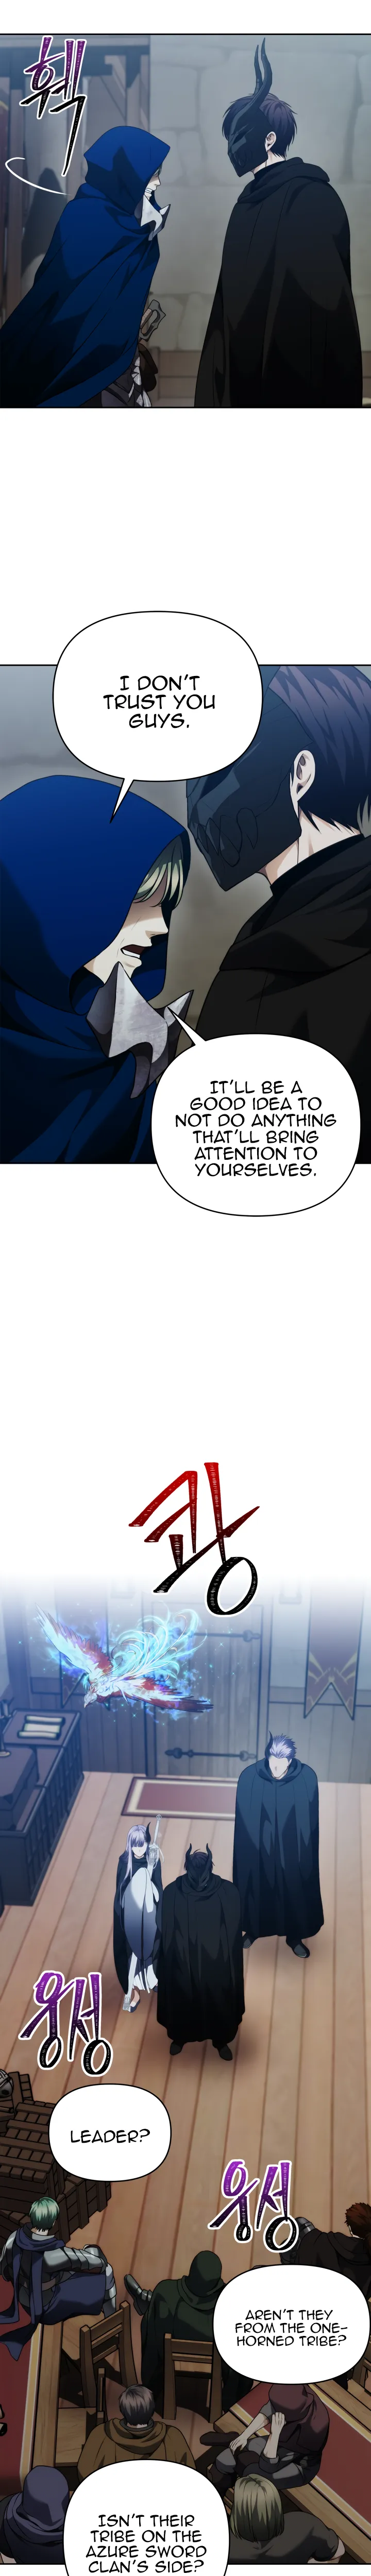 홱
I DON'T
TRUST YOU
GUYS.
IT'LL BE A
GOOD IDEA TO
NOT DO ANYTHING
THAT'LL BRING
ATTENTION TO
YOURSELVES.
쾅
웅성
LEADER?
웅성
AREN'T THEY
FROM THE ONE-
HORNED TRIBE?
ISN'T THEIR
TRIBE ON THE
AZURE SWORD
CLAN'S SIDE?